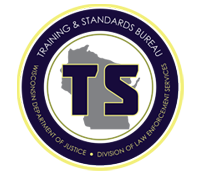 TRAINING & STANDARDS BUREAU
TS
WISCONSIN DEPARTMENT OF JUSTICE • DIVISION OF LAW ENFORCEMENT SERVICES